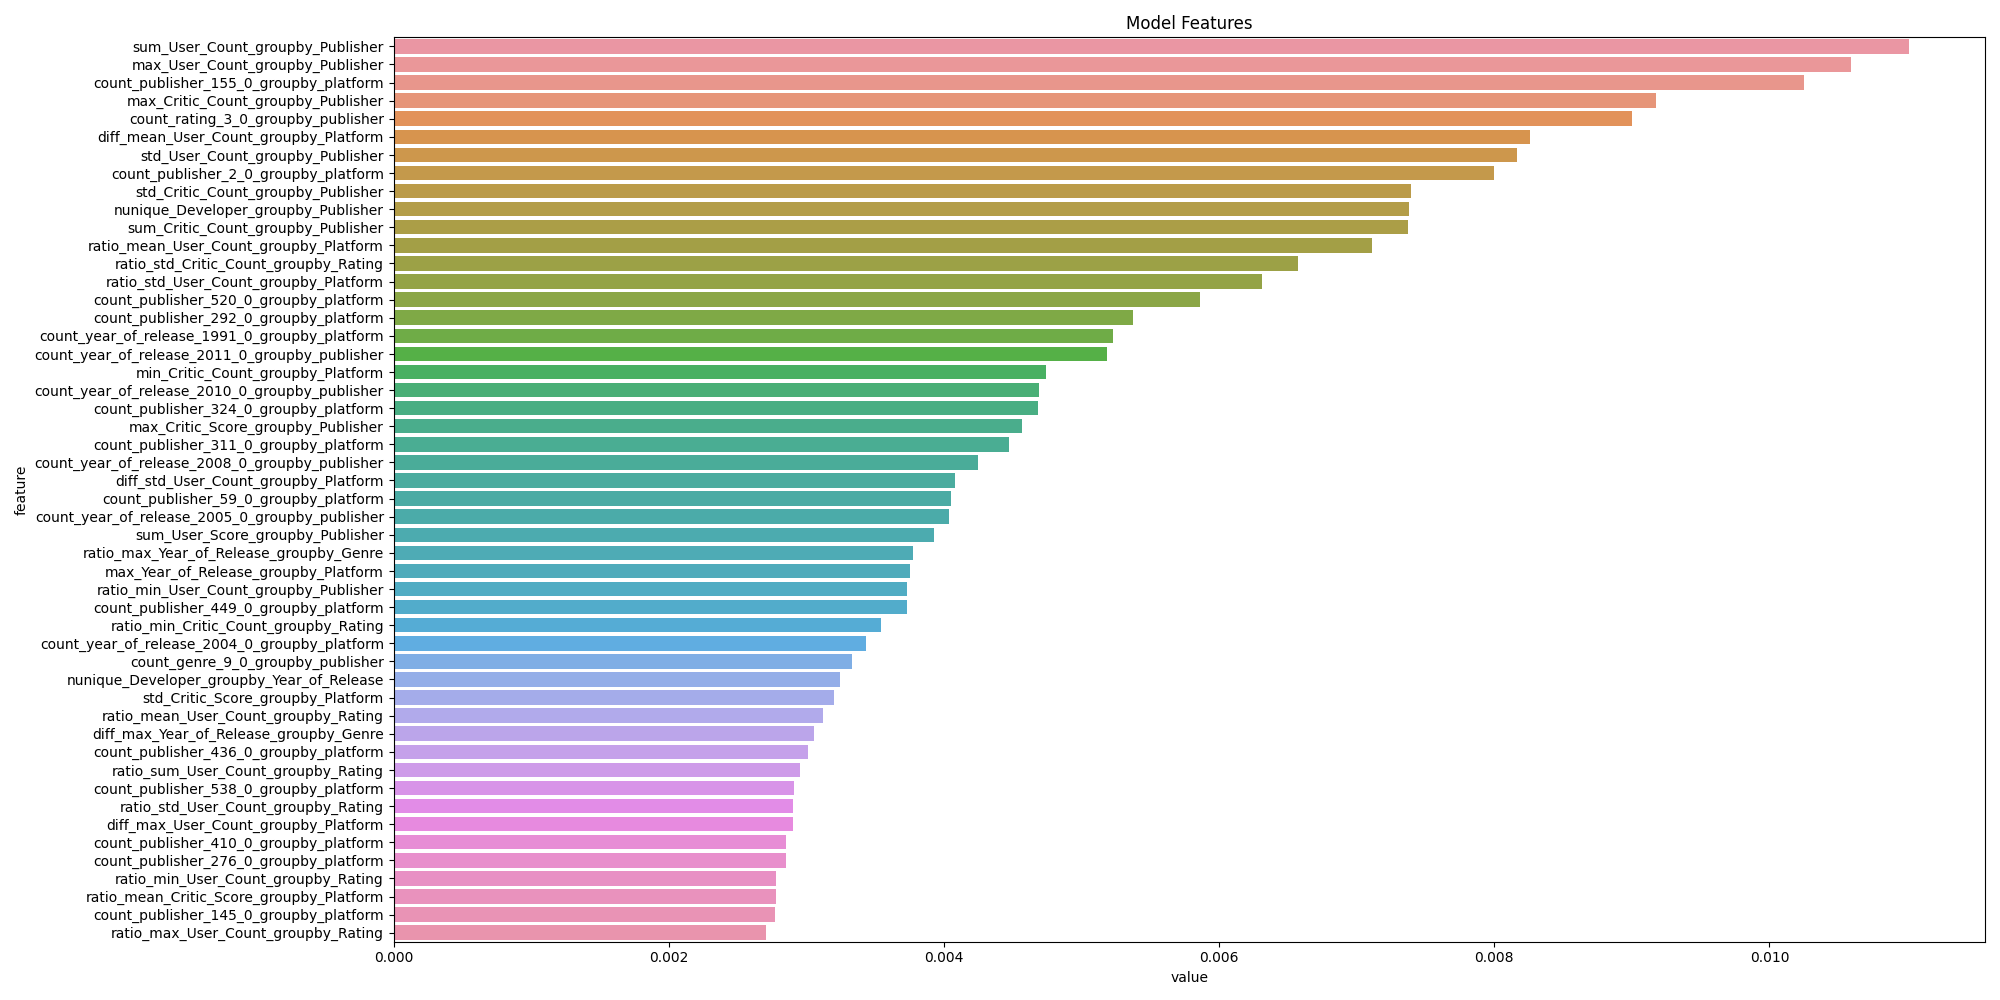 Model Features
sum_User_Count_groupby_Publisher
max_User_Count_groupby_Publisher
count_publisher_155_0_groupby_platform
max_Critic_Count_groupby_Publisher
count_rating_3_0_groupby_publisher
diff_mean_User_Count_groupby_Platform
std_User_Count_groupby_Publisher
count_publisher_2_0_groupby_platform
std_Critic_Count_groupby_Publisher
nunique_Developer_groupby_Publisher
sum_Critic_Count_groupby_Publisher
ratio_mean_User_Count_groupby_Platform
ratio_std_Critic_Count_groupby_Rating
ratio_std_User_Count_groupby_Platform
count_publisher_520_0_groupby_platform
count_publisher_292_0_groupby_platform
count_year_of_release_1991_0_groupby_platform
count_year_of_release_2011_0_groupby_publisher
min_Critic_Count_groupby_Platform
count_year_of_release_2010_0_groupby_publisher
count_publisher_324_0_groupby_platform
max_Critic_Score_groupby_Publisher
count_publisher_311_0_groupby_platform
count_year_of_release_2008_0_groupby_publisher
diff_std_User_Count_groupby_Platform
count_publisher_59_0_groupby_platform
count_year_of_release_2005_0_groupby_publisher
sum_User_Score_groupby_Publisher
ratio_max_Year_of_Release_groupby_Genre
max_Year_of_Release_groupby_Platform
ratio_min_User_Count_groupby_Publisher
count_publisher_449_0_groupby_platform
ratio_min_Critic_Count_groupby_Rating
count_year_of_release_2004_0_groupby_platform
count_genre_9_0_groupby_publisher
nunique_Developer_groupby_Year_of_Release
std_Critic_Score_groupby_Platform
ratio_mean_User_Count_groupby_Rating
diff_max_Year_of_Release_groupby_Genre
count_publisher_436_0_groupby_platform
ratio_sum_User_Count_groupby_Rating
count_publisher_538_0_groupby_platform
ratio_std_User_Count_groupby_Rating
diff_max_User_Count_groupby_Platform
count_publisher_410_0_groupby_platform
count_publisher_276_0_groupby_platform
ratio_min_User_Count_groupby_Rating
ratio_mean_Critic_Score_groupby_Platform
count_publisher_145_0_groupby_platform
ratio_max_User_Count_groupby_Rating
feature
0.000 0.002 0.004 0.006 0.008 0.010
value